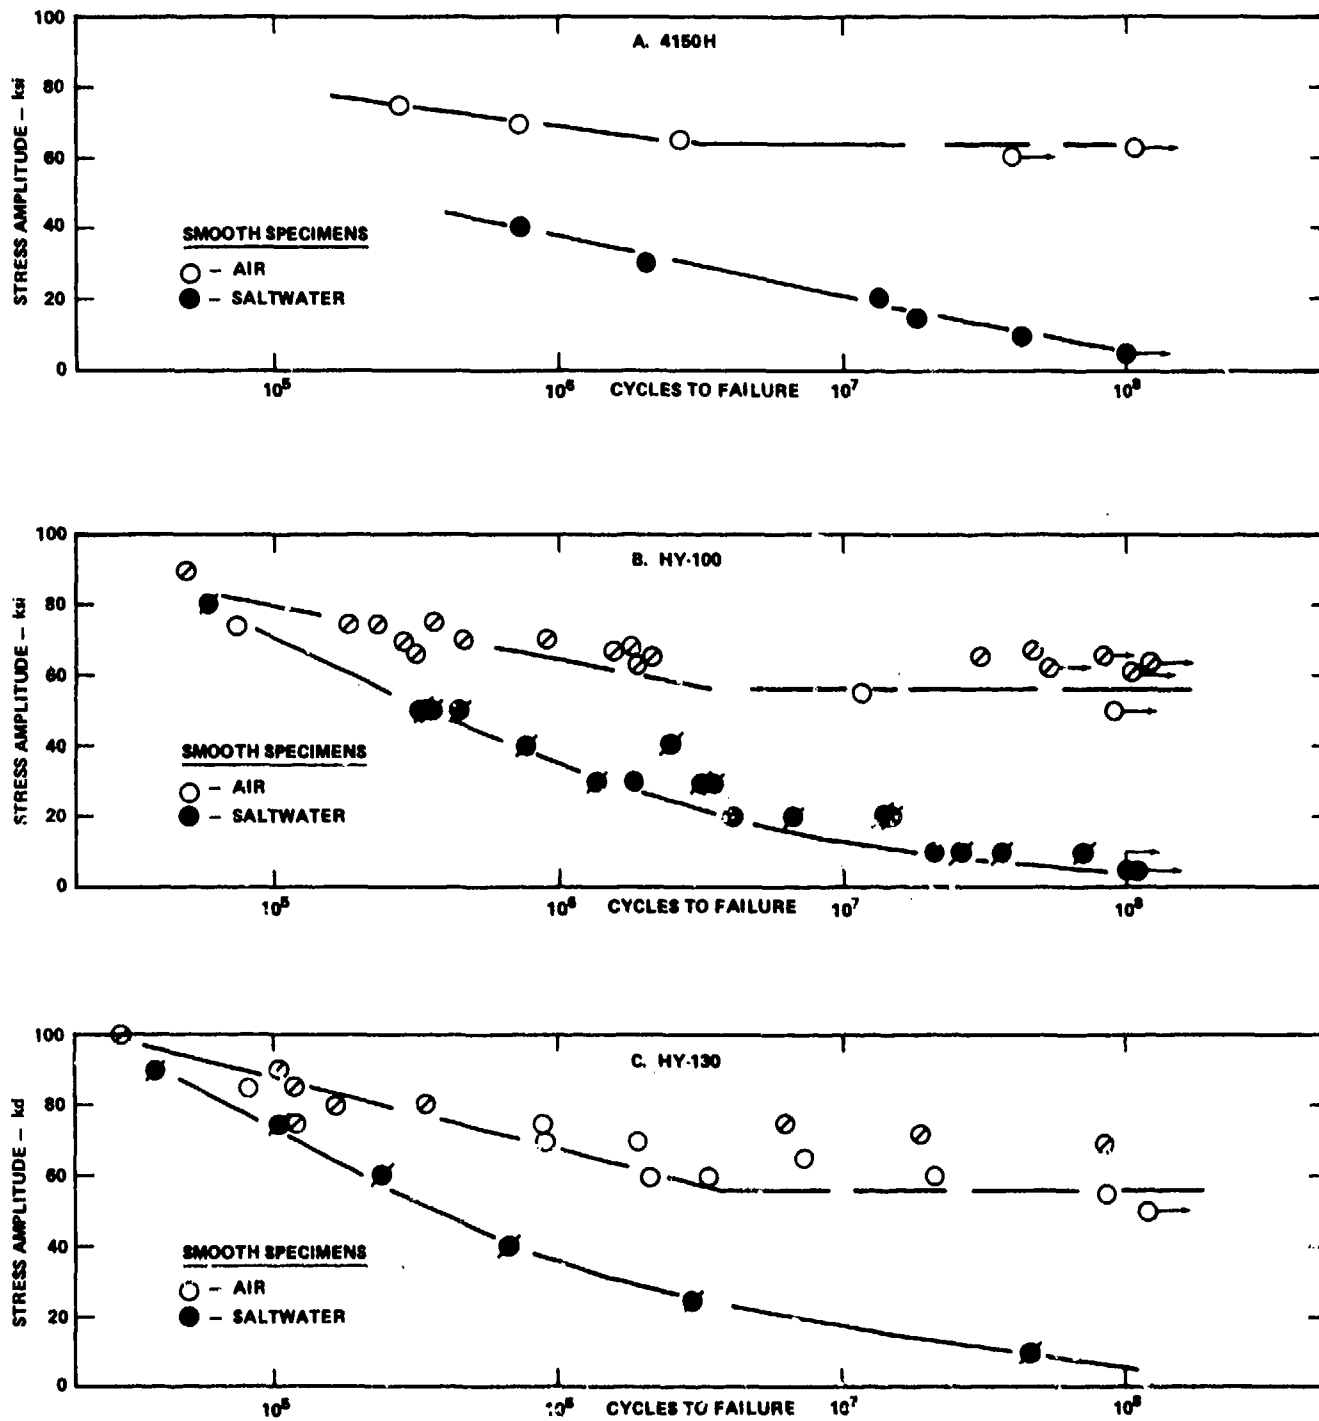 100
A. 4150H
80
60
40
20
0
STRESS AMPLITUDE – ksi
SMOOTH SPECIMENS
○ – AIR
● – SALTWATER
10⁵
10⁶
CYCLES TO FAILURE
10⁷
10⁸
100
B. HY-100
80
60
40
20
0
STRESS AMPLITUDE – ksi
SMOOTH SPECIMENS
○ – AIR
● – SALTWATER
10⁵
10⁶
CYCLES TO FAILURE
10⁷
10⁸
100
C. HY-130
80
60
40
20
0
STRESS AMPLITUDE – kd
SMOOTH SPECIMENS
○ – AIR
● – SALTWATER
10⁵
CYCLES TO FAILURE
10⁷
10⁸